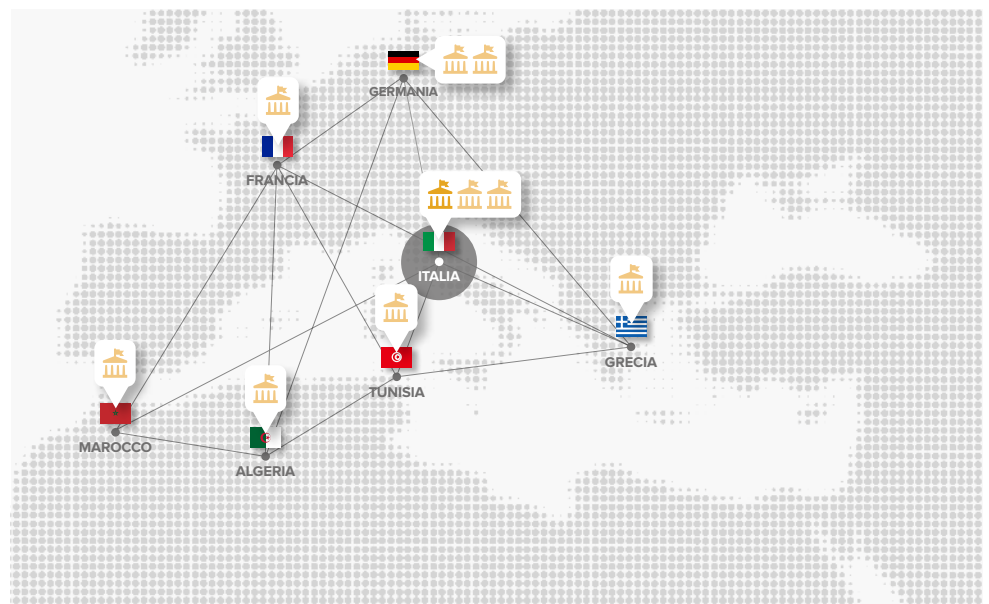 GERMANIA
FRANCIA
ITALIA
GRECIA
TUNISIA
MAROCCO
ALGERIA